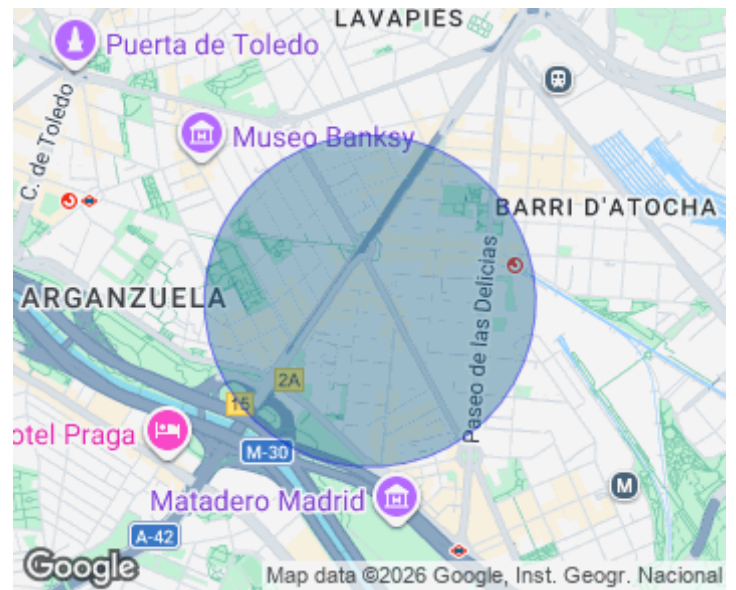 LAVAPIES
Puerta de Toledo
C. de Toledo
Museo Banksy
BARRI D'ATOCHA
Paseo de las Delicias
ARGANZUELA
2A
15
otel Praga
M-30
M
Matadero Madrid
A-42
Google
Map data ©2026 Google, Inst. Geogr. Nacional